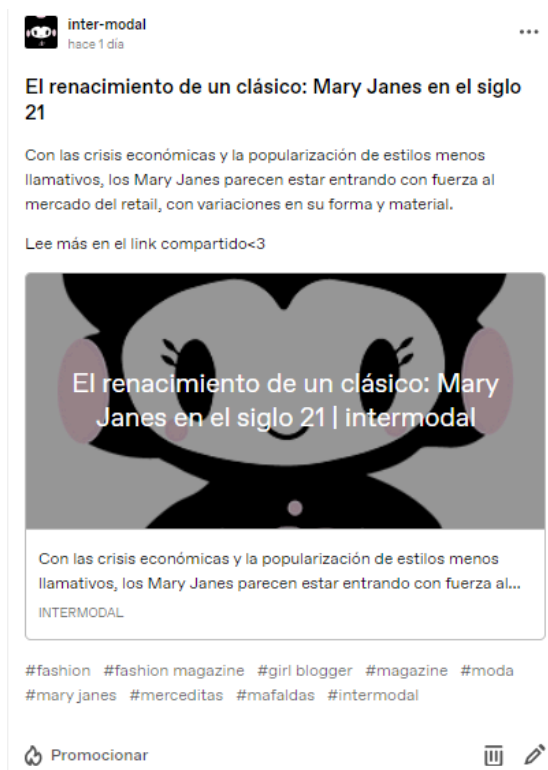 inter-modal
hace 1 día
El renacimiento de un clásico: Mary Janes en el siglo
21
Con las crisis económicas y la popularización de estilos menos
llamativos, los Mary Janes parecen estar entrando con fuerza al
mercado del retail, con variaciones en su forma y material.
Lee más en el link compartido<3
El renacimiento de un clásico: Mary
Janes en el siglo 21 | intermodal
Con las crisis económicas y la popularización de estilos menos
llamativos, los Mary Janes parecen estar entrando con fuerza al...
INTERMODAL
#fashion #fashion magazine #girl blogger #magazine #moda
#mary janes #merceditas #mafaldas #intermodal
Promocionar